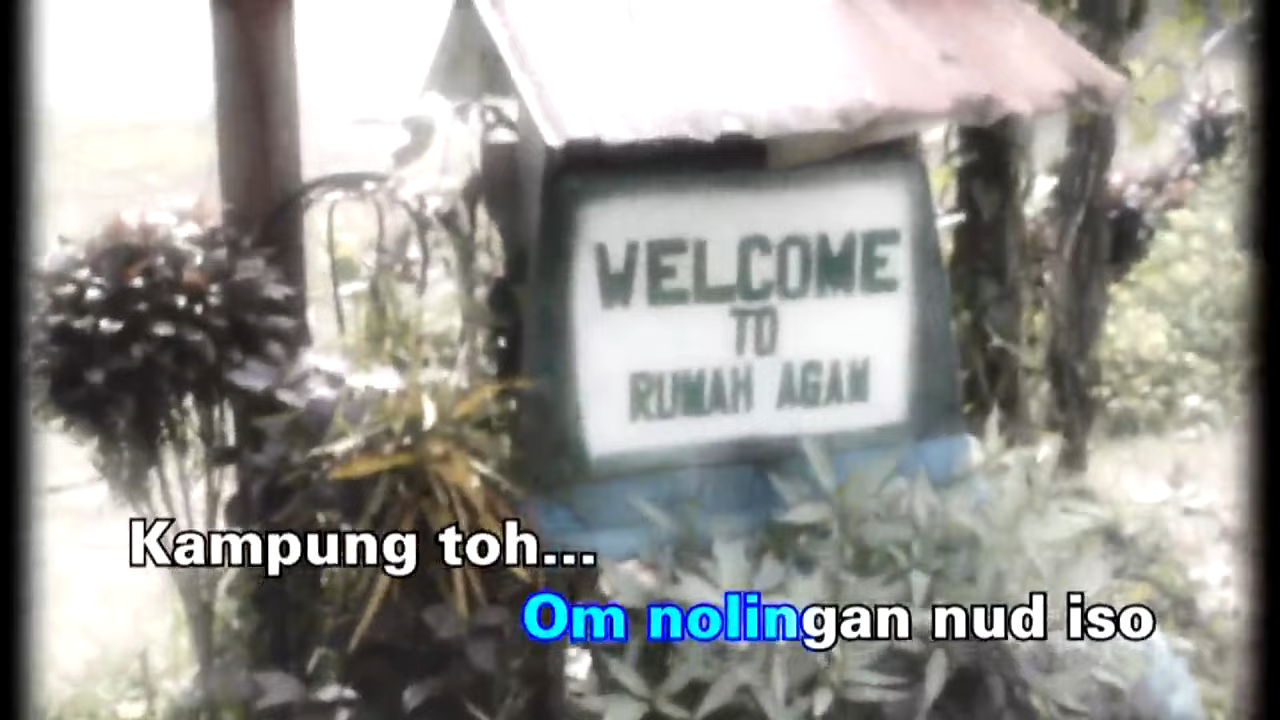 WELCOME
TO
RUMAH AGAN
Kampung toh...
Om nolingan nud iso